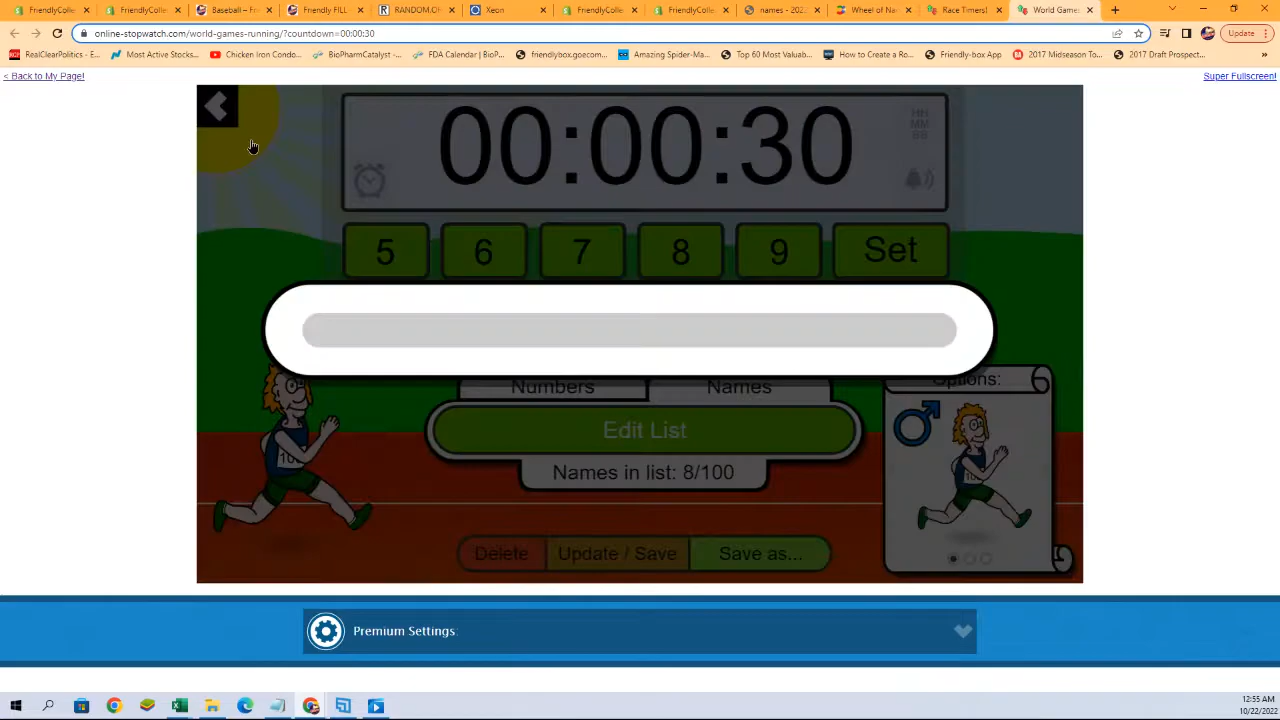 FriendlyColle
FriendlyColle
Baseball – Fri
Friendly FILL
RANDOM.OR
Xeon
FriendlyColle
FriendlyColle
names - 202
Wheel of Na
Race Timers!
World Game
online-stopwatch.com/world-games-running/?countdown=00:00:30
Update
RealClearPolitics - E...
Most Active Stocks...
Chicken Iron Condo...
BioPharmCatalyst -...
FDA Calendar | BioP...
friendlybox.goecom...
Amazing Spider-Ma...
Top 60 Most Valuab...
How to Create a Ro...
Friendly-box App
2017 Midseason To...
2017 Draft Prospect...
»
< Back to My Page!
Super Fullscreen!
00:00:30
HH
MM
BB
5 6 7 8 9 Set
Numbers Names
Options:
Edit List
Names in list: 8/100
Delete Update / Save Save as...
Premium Settings:
12:55 AM
10/22/2022